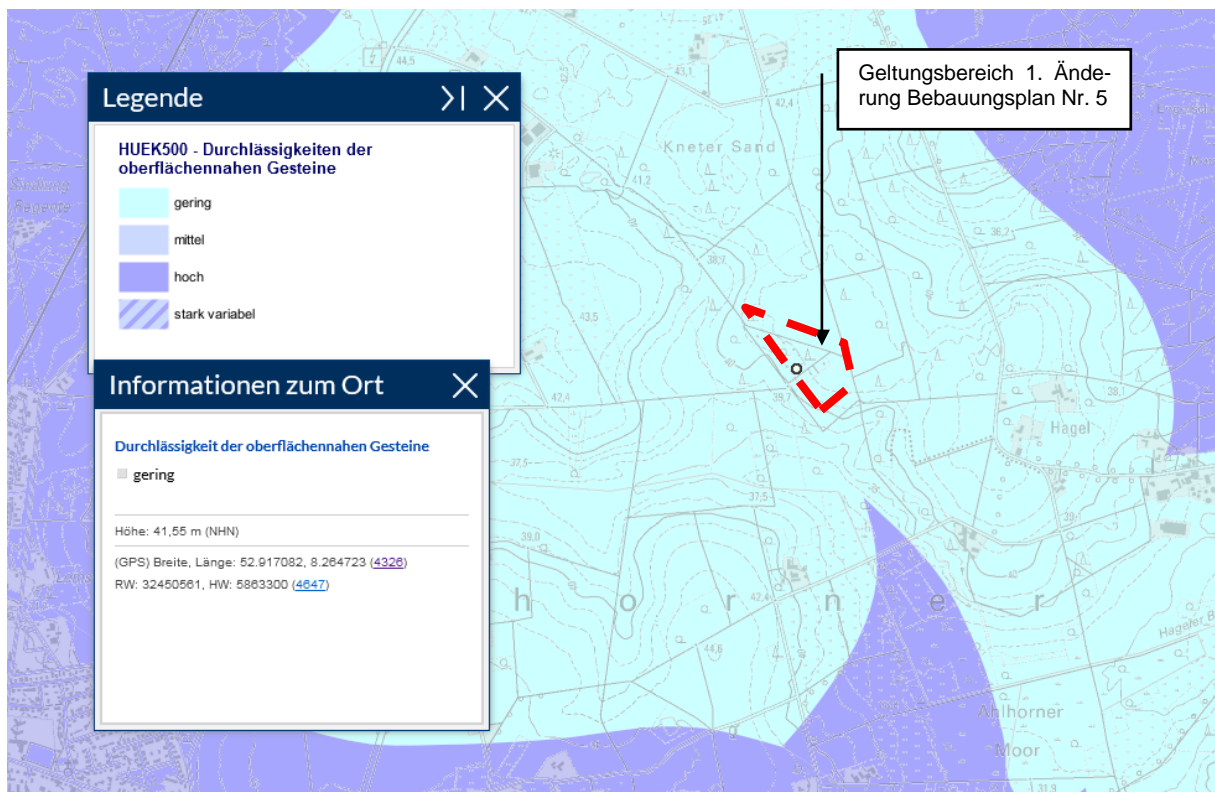 Legende
HUEK500 - Durchlässigkeiten der
oberflächennahen Gesteine
gering
mittel
hoch
stark variabel
Informationen zum Ort
Durchlässigkeit der oberflächennahen Gesteine
gering
Höhe: 41,55 m (NHN)
(GPS) Breite, Länge: 52.917082, 8.264723 (4326)
RW: 32450561, HW: 5863300 (4647)
Geltungsbereich 1. Ände-
rung Bebauungsplan Nr. 5
44,5
43,1
42,4
Kneter Sand
41,2
38,2
38,7
40
43,5
40
39,7
42,4
38,
Hagel
37,5
37,5
39
39,0
h o r n e r
42,4
44,6
Hageler B
Ahlhorner
Moor
31,9